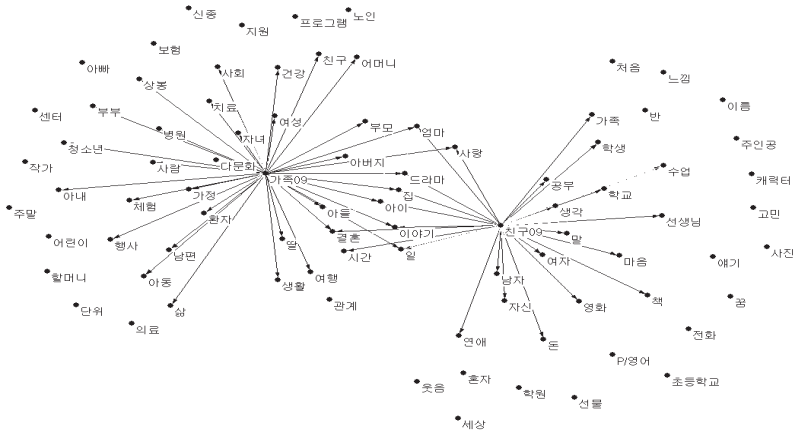 신종
노인
프로그램
지원
보험
친구
어머니
아빠
사회
건강
처음
느낌
상봉
이름
부부
치료
가족
반
센터
여성
부모
엄마
병원
자녀
학생
주인공
청소년
사랑
아버지
작가
사람
다문화
수업
가족09
드라마
공부
캐릭터
아내
가정
집
학교
체험
아이
생각
주말
환자
아들
고민
선생님
친구09
어린이
행사
딸
결혼
이야기
말
사진
남편
시간
일
여자
마음
얘기
할머니
아동
생활
여행
남자
단위
삶
관계
자신
영화
책
꿈
의료
연애
돈
전화
P/영어
웃음
혼자
초등학교
학원
선물
세상